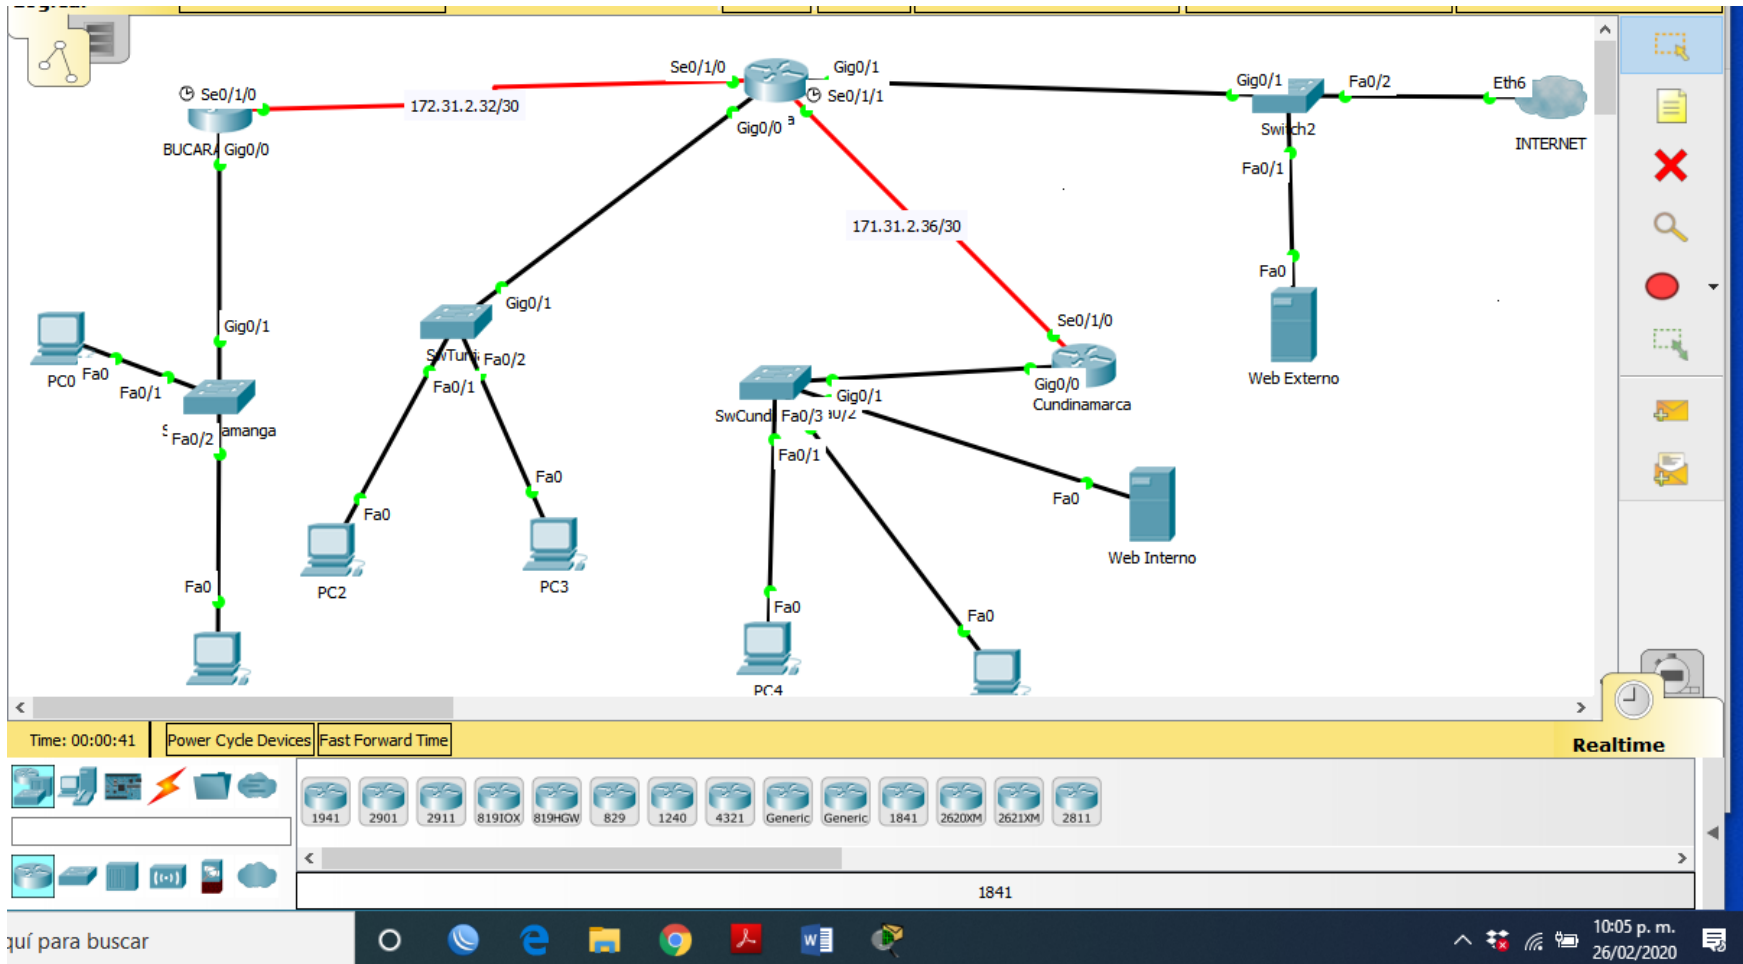 Se0/1/0
Gig0/1
Se0/1/0
172.31.2.32/30
Se0/1/1
Gig0/0
Gig0/1
Fa0/2
Eth6
Switch2
INTERNET
BUCARA
Gig0/0
Fa0/1
171.31.2.36/30
Fa0
Gig0/1
Gig0/1
Se0/1/0
SwTunj
Fa0/2
PC0
Fa0
Fa0/1
Fa0/1
Gig0/0
Web Externo
Gig0/1
Cundinamarca
SwCund
Fa0/3
Fa0/2
amanga
Fa0/1
Fa0
Fa0
Fa0
Web Interno
PC2
PC3
Fa0
Fa0
Fa0
PC4
Time: 00:00:41
Power Cycle Devices
Fast Forward Time
Realtime
1941
2901
2911
819IOX
819HGW
829
1240
4321
Generic
Generic
1841
2620XM
2621XM
2811
1841
quí para buscar
10:05 p. m.
26/02/2020